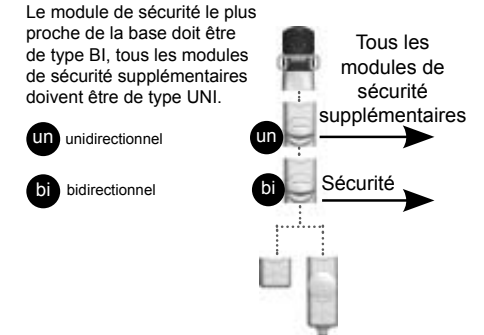 Le module de sécurité le plus
proche de la base doit être
de type BI, tous les modules
de sécurité supplémentaires
doivent être de type UNI.
un unidirectionnel
bi bidirectionnel
Tous les
modules de
sécurité
supplémentaires
un
bi Sécurité